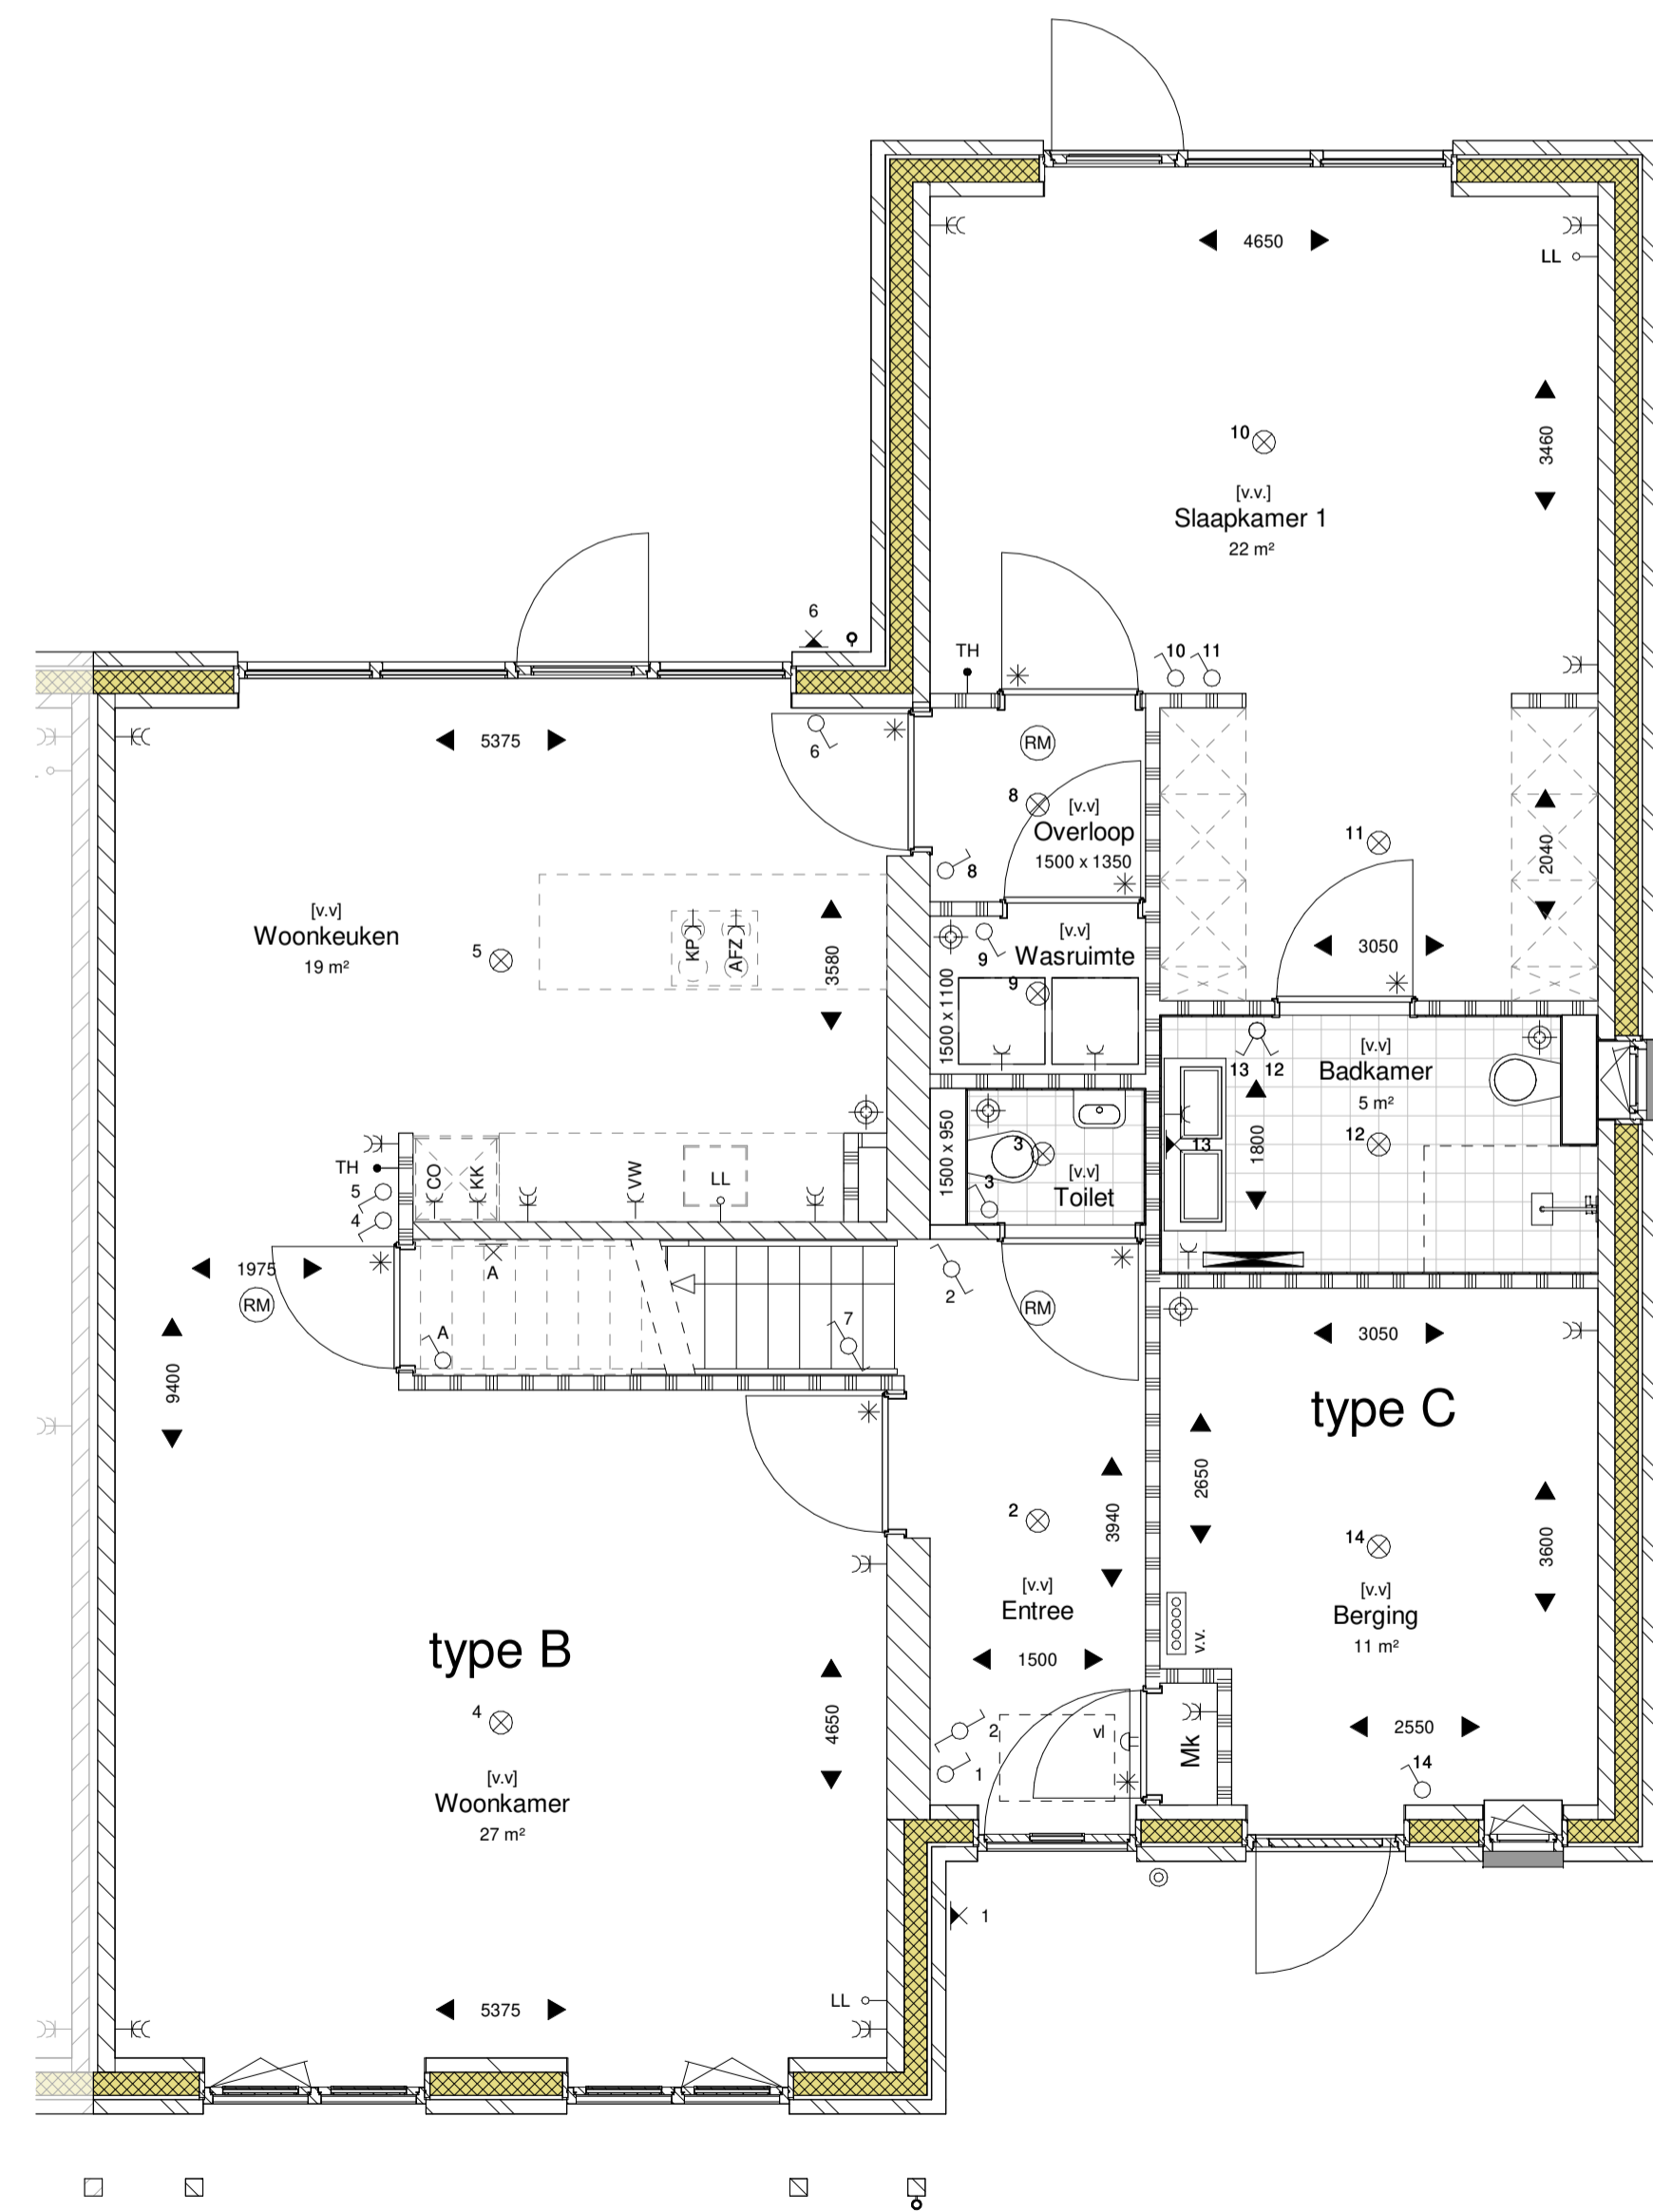 4650
LL
3460
10
[v.v.]
Slaapkamer 1
22 m²
6
TH
10
11
5375
6
RM
8
[v.v]
Overloop
1500 x 1350
8
11
2040
3050
[v.v]
Woonkeuken
19 m²
5
KP
AFZ
3580
[v.v]
Wasruimte
9
9
1500 x 1100
13
12
[v.v]
Badkamer
5 m²
12
1800
13
1500 x 950
3
[v.v]
Toilet
3
TH
5
4
CO
KK
VW
LL
1975
RM
A
A
7
2
RM
3050
type C
9400
2650
3940
3600
2
14
[v.v]
Entree
1500
[v.v]
Berging
11 m²
v.v.
type B
4
4650
[v.v]
Woonkamer
27 m²
2
1
vl
Mk
2550
14
1
LL
5375